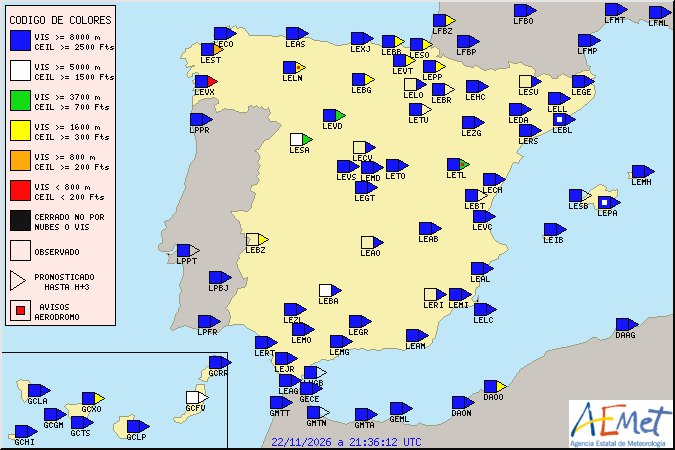 CODIGO DE COLORES
VIS >= 8000 m
CEIL >= 2500 Fts
VIS >= 5000 m
CEIL >= 1500 Fts
VIS >= 3700 m
CEIL >= 700 Fts
VIS >= 1600 m
CEIL >= 300 Fts
VIS >= 800 m
CEIL >= 200 Fts
VIS < 800 m
CEIL < 200 Fts
CERRADO NO POR
NUBES O VIS
OBSERVADO
PRONOSTICADO
HASTA H+3
AVISOS
AERODROMO
LFBO
LFMT
LFML
LFBZ
LECO
LEAS
LEXJ
LEBB
LESO
LFBP
LFMP
LEST
LEVT
LEPP
LELN
LEVX
LEBG
LELO
LEBR
LEHC
LESU
LEGE
LELL
LETU
LEDA
LPPR
LEVD
LEZG
LEBL
LERS
LESA
LECV
LEVS
LEMD
LETO
LETL
LEMH
LECH
LEGT
LEBT
LESB
LEPA
LEVC
LEAB
LEIB
LEBZ
LEAO
LPPT
LEAL
LPBJ
LEBA
LERI
LEMI
LEZL
LELC
LPFR
LEGR
DAAG
LEMO
LERT
LEMG
LEAM
LEJR
GCRR
LEAG
LXGB
GECE
DAOO
GCLA
GCXO
GCFV
GMTT
GEML
DAON
GCGM
GMTN
GMTA
GCTS
GCLP
GCHI
22/11/2026 a 21:36:12 UTC
AEMet
Agencia Estatal de Meteorología